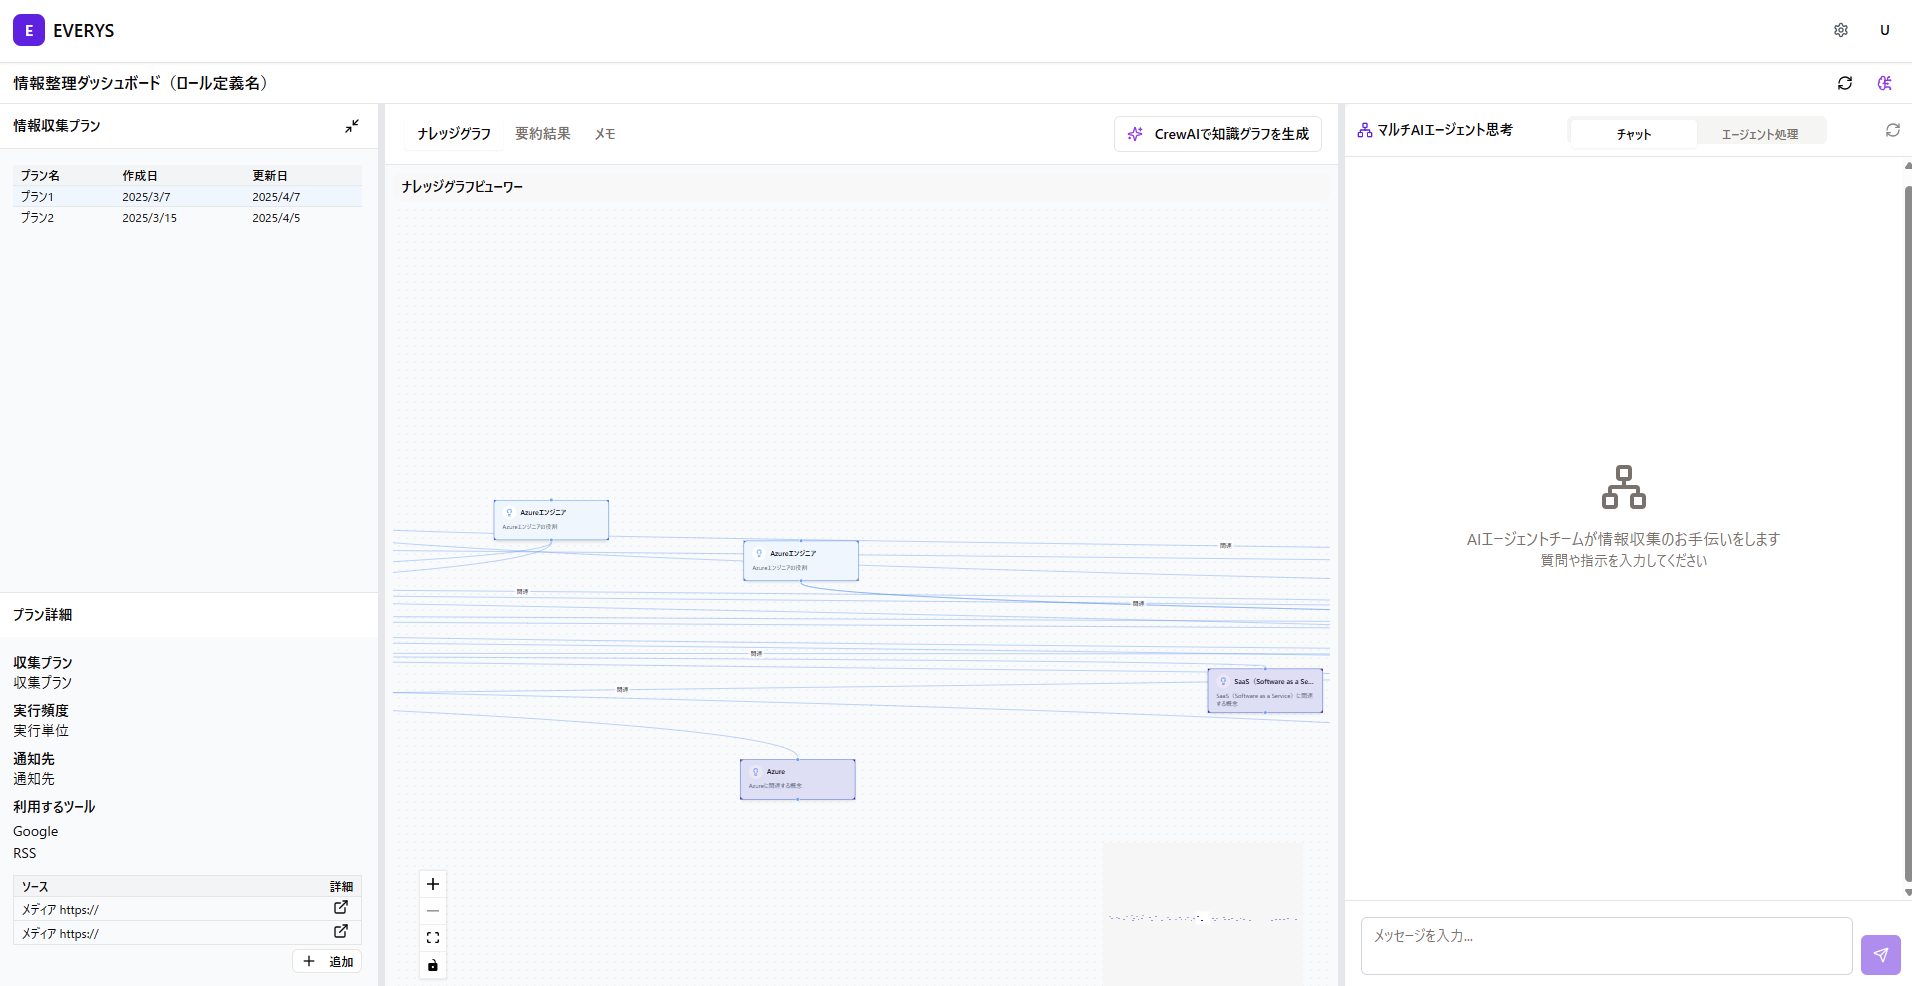 E EVERYS
U
情報整理ダッシュボード（ロール定義名）
情報収集プラン
プラン名 作成日 更新日
プラン1 2025/3/7 2025/4/7
プラン2 2025/3/15 2025/4/5
プラン詳細
収集プラン
収集プラン
実行頻度
実行単位
通知先
通知先
利用するツール
Google
RSS
ソース 詳細
メディア https://
メディア https://
追加
ナレッジグラフ 要約結果 メモ
CrewAIで知識グラフを生成
ナレッジグラフビューワー
Azureエンジニア
Azureエンジニアの役割
Azureエンジニア
Azureエンジニアの役割
関連
関連
関連
関連
関連
SaaS（Software as a Se...
SaaS（Software as a Service）に関連
する概念
Azure
Azureに関連する概念
マルチAIエージェント思考
チャット エージェント処理
AIエージェントチームが情報収集のお手伝いをします
質問や指示を入力してください
メッセージを入力...